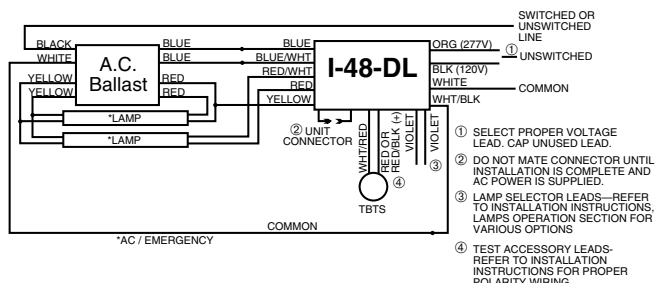 SWITCHED OR
UNSWITCHED
LINE
BLACK
WHITE
YELLOW
YELLOW
A.C.
Ballast
BLUE
BLUE
RED
RED
BLUE
BLUE/WHT
RED/WHT
RED
YELLOW
I-48-DL
ORG (277V)
① UNSWITCHED
BLK (120V)
WHITE
COMMON
WHT/BLK
*LAMP
*LAMP
② UNIT
CONNECTOR
WHT/RED
RED OR
RED/BLK (+)
VIOLET
VIOLET
③
④
TBTS
COMMON
*AC / EMERGENCY
① SELECT PROPER VOLTAGE
LEAD. CAP UNUSED LEAD.
② DO NOT MATE CONNECTOR UNTIL
INSTALLATION IS COMPLETE AND
AC POWER IS SUPPLIED.
③ LAMP SELECTOR LEADS—REFER
TO INSTALLATION INSTRUCTIONS,
LAMPS OPERATION SECTION FOR
VARIOUS OPTIONS
④ TEST ACCESSORY LEADS-
REFER TO INSTALLATION
INSTRUCTIONS FOR PROPER
POLARITY WIRING